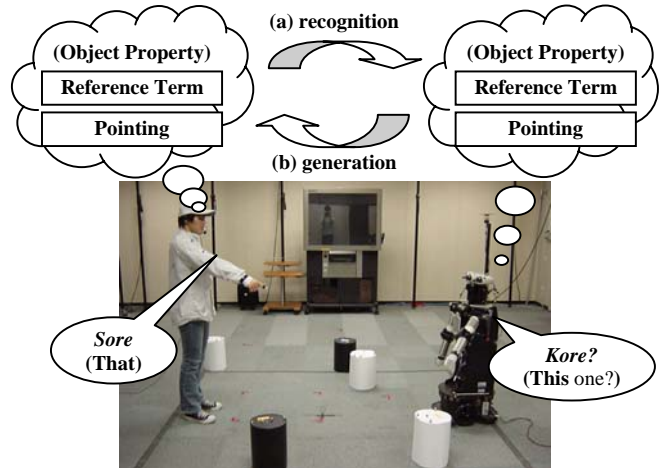 (a) recognition
(Object Property)
Reference Term
Pointing
(Object Property)
Reference Term
Pointing
(b) generation
Sore
(That)
Kore?
(This one?)